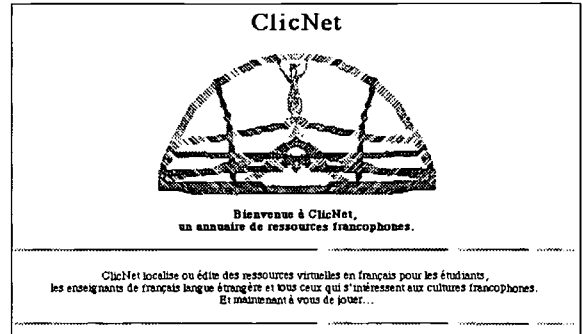 ClicNet
Bienvenue à ClicNet,
un annuaire de ressources francophones.
ClicNet localise ou édite des ressources virtuelles en français pour les étudiants,
les enseignants de français langue étrangère et tous ceux qui s'intéressent aux cultures francophones.
Et maintenant à vous de jouer...